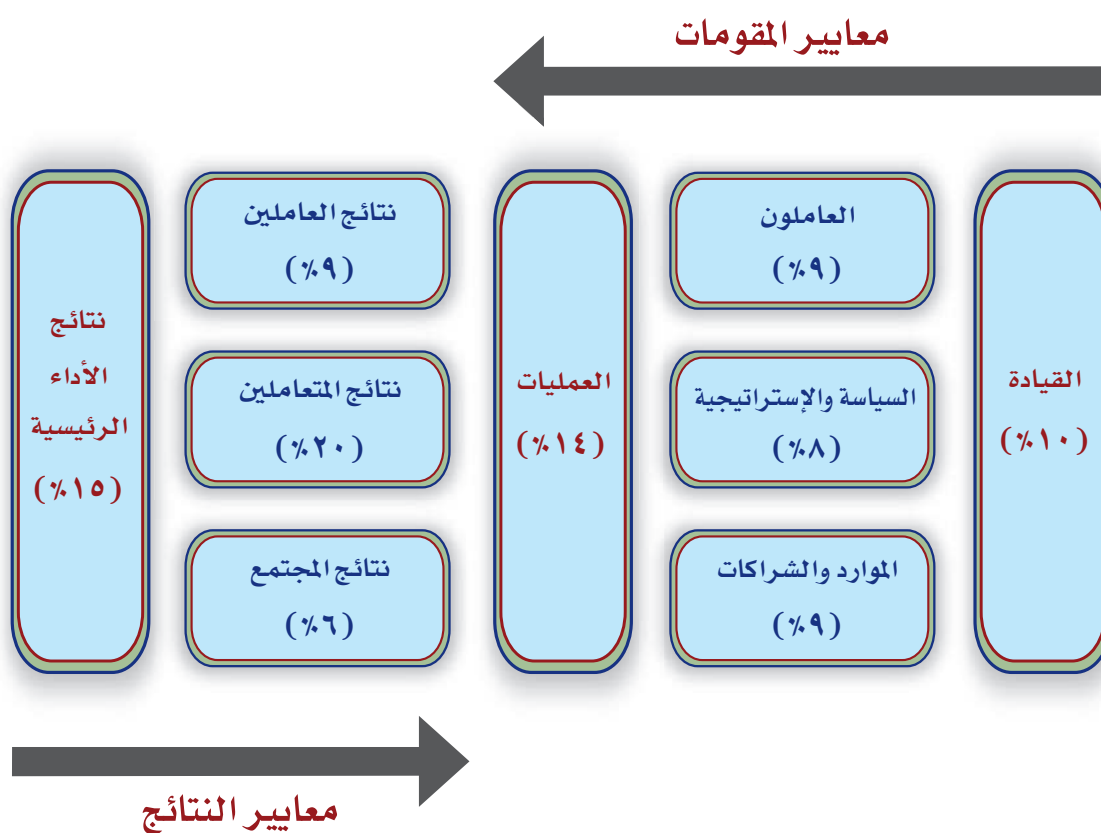 معايير المقومات
القيادة
(٪١٠)
العاملون
(٪٩)
السياسة والإستراتيجية
(٪٨)
الموارد والشراكات
(٪٩)
العمليات
(٪١٤)
نتائج العاملين
(٪٩)
نتائج المتعاملين
(٪٢٠)
نتائج المجتمع
(٪٦)
نتائج
الأداء
الرئيسية
(٪١٥)
معايير النتائج